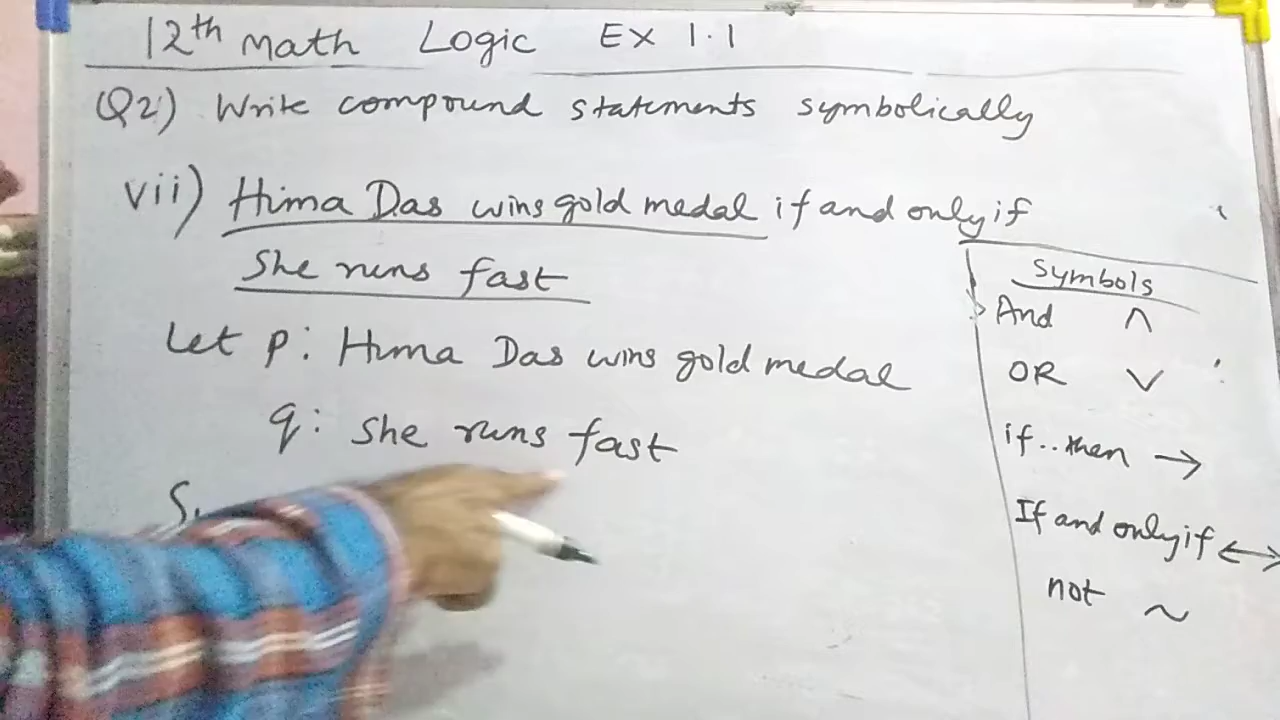 12th Math Logic Ex 1.1
Q2) Write compound statements symbolically
vii) Hima Das wins gold medal if and only if
She runs fast
Let p: Hima Das wins gold medal
q: She runs fast
Symbols
And ∧
OR ∨
if..then →
If and only if ↔
not ~